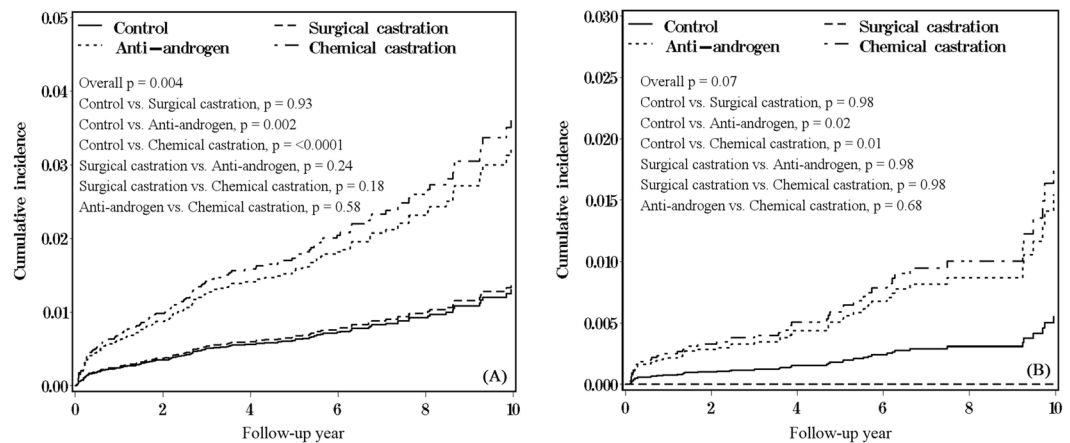 Control
Surgical castration
Anti-androgen
Chemical castration
Overall p = 0.004
Control vs. Surgical castration, p = 0.93
Control vs. Anti-androgen, p = 0.002
Control vs. Chemical castration, p = <0.0001
Surgical castration vs. Anti-androgen, p = 0.24
Surgical castration vs. Chemical castration, p = 0.18
Anti-androgen vs. Chemical castration, p = 0.58
Cumulative incidence
0.05
0.04
0.03
0.02
0.01
0.00
0 2 4 6 8 10
Follow-up year
(A)
Control
Surgical castration
Anti-androgen
Chemical castration
Overall p = 0.07
Control vs. Surgical castration, p = 0.98
Control vs. Anti-androgen, p = 0.02
Control vs. Chemical castration, p = 0.01
Surgical castration vs. Anti-androgen, p = 0.98
Surgical castration vs. Chemical castration, p = 0.98
Anti-androgen vs. Chemical castration, p = 0.68
Cumulative incidence
0.030
0.025
0.020
0.015
0.010
0.005
0.000
0 2 4 6 8 10
Follow-up year
(B)